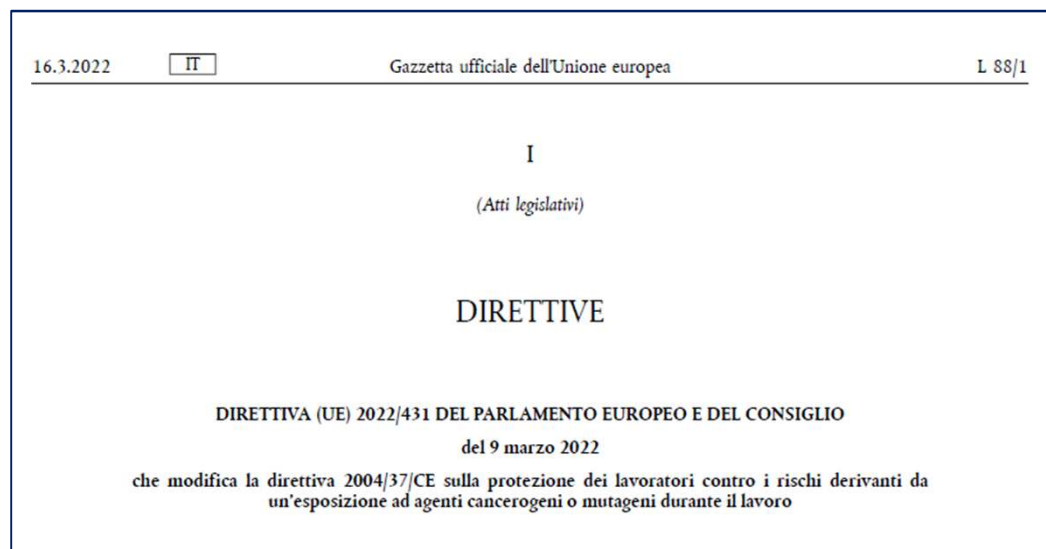 16.3.2022 IT Gazzetta ufficiale dell'Unione europea L 88/1
I
(Atti legislativi)
DIRETTIVE
DIRETTIVA (UE) 2022/431 DEL PARLAMENTO EUROPEO E DEL CONSIGLIO
del 9 marzo 2022
che modifica la direttiva 2004/37/CE sulla protezione dei lavoratori contro i rischi derivanti da
un'esposizione ad agenti cancerogeni o mutageni durante il lavoro